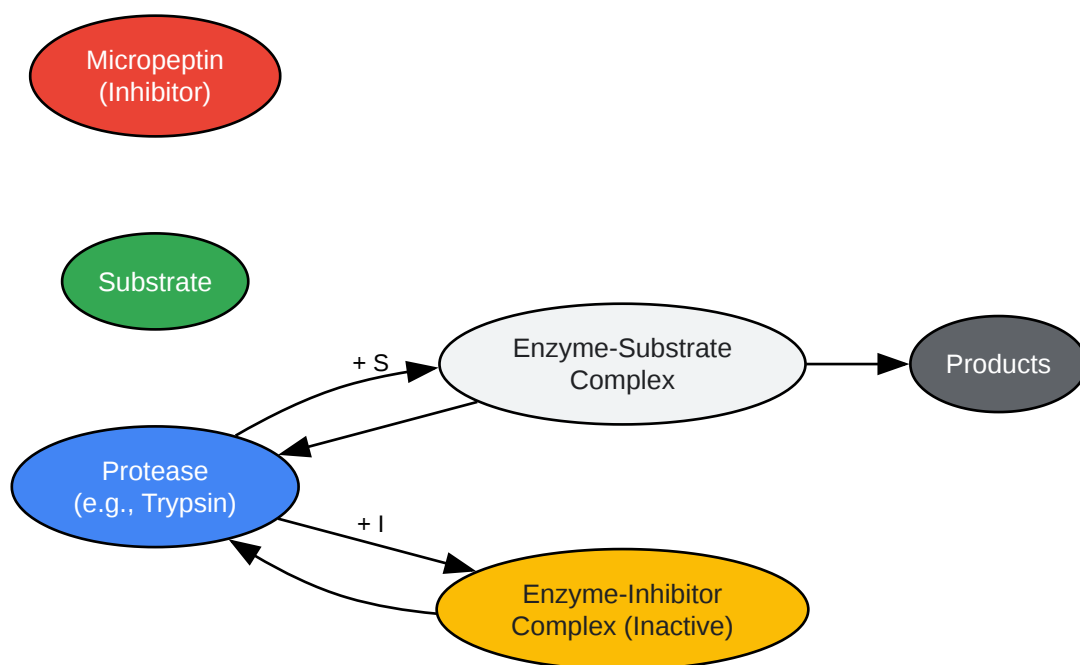 Micropeptin
(Inhibitor)
Substrate
+ S
Enzyme-Substrate
Complex
Products
Protease
(e.g., Trypsin)
+ I
Enzyme-Inhibitor
Complex (Inactive)